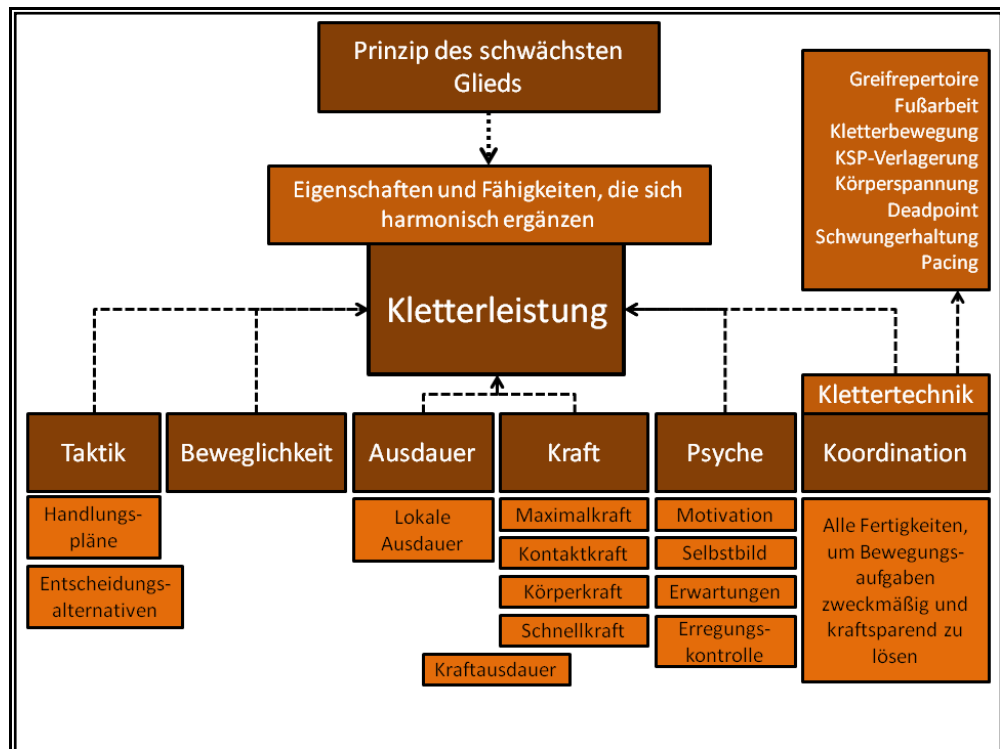 Prinzip des schwächsten
Glieds
Greifrepertoire
Fußarbeit
Kletterbewegung
KSP-Verlagerung
Körperspannung
Deadpoint
Schwungerhaltung
Pacing
Eigenschaften und Fähigkeiten, die sich
harmonisch ergänzen
Kletterleistung
Klettertechnik
Taktik
Beweglichkeit
Ausdauer
Kraft
Psyche
Koordination
Handlungs-
pläne
Entscheidungs-
alternativen
Lokale
Ausdauer
Maximalkraft
Kontaktkraft
Körperkraft
Schnellkraft
Kraftausdauer
Motivation
Selbstbild
Erwartungen
Erregungs-
kontrolle
Alle Fertigkeiten,
um Bewegungs-
aufgaben
zweckmäßig und
kraftsparend zu
lösen